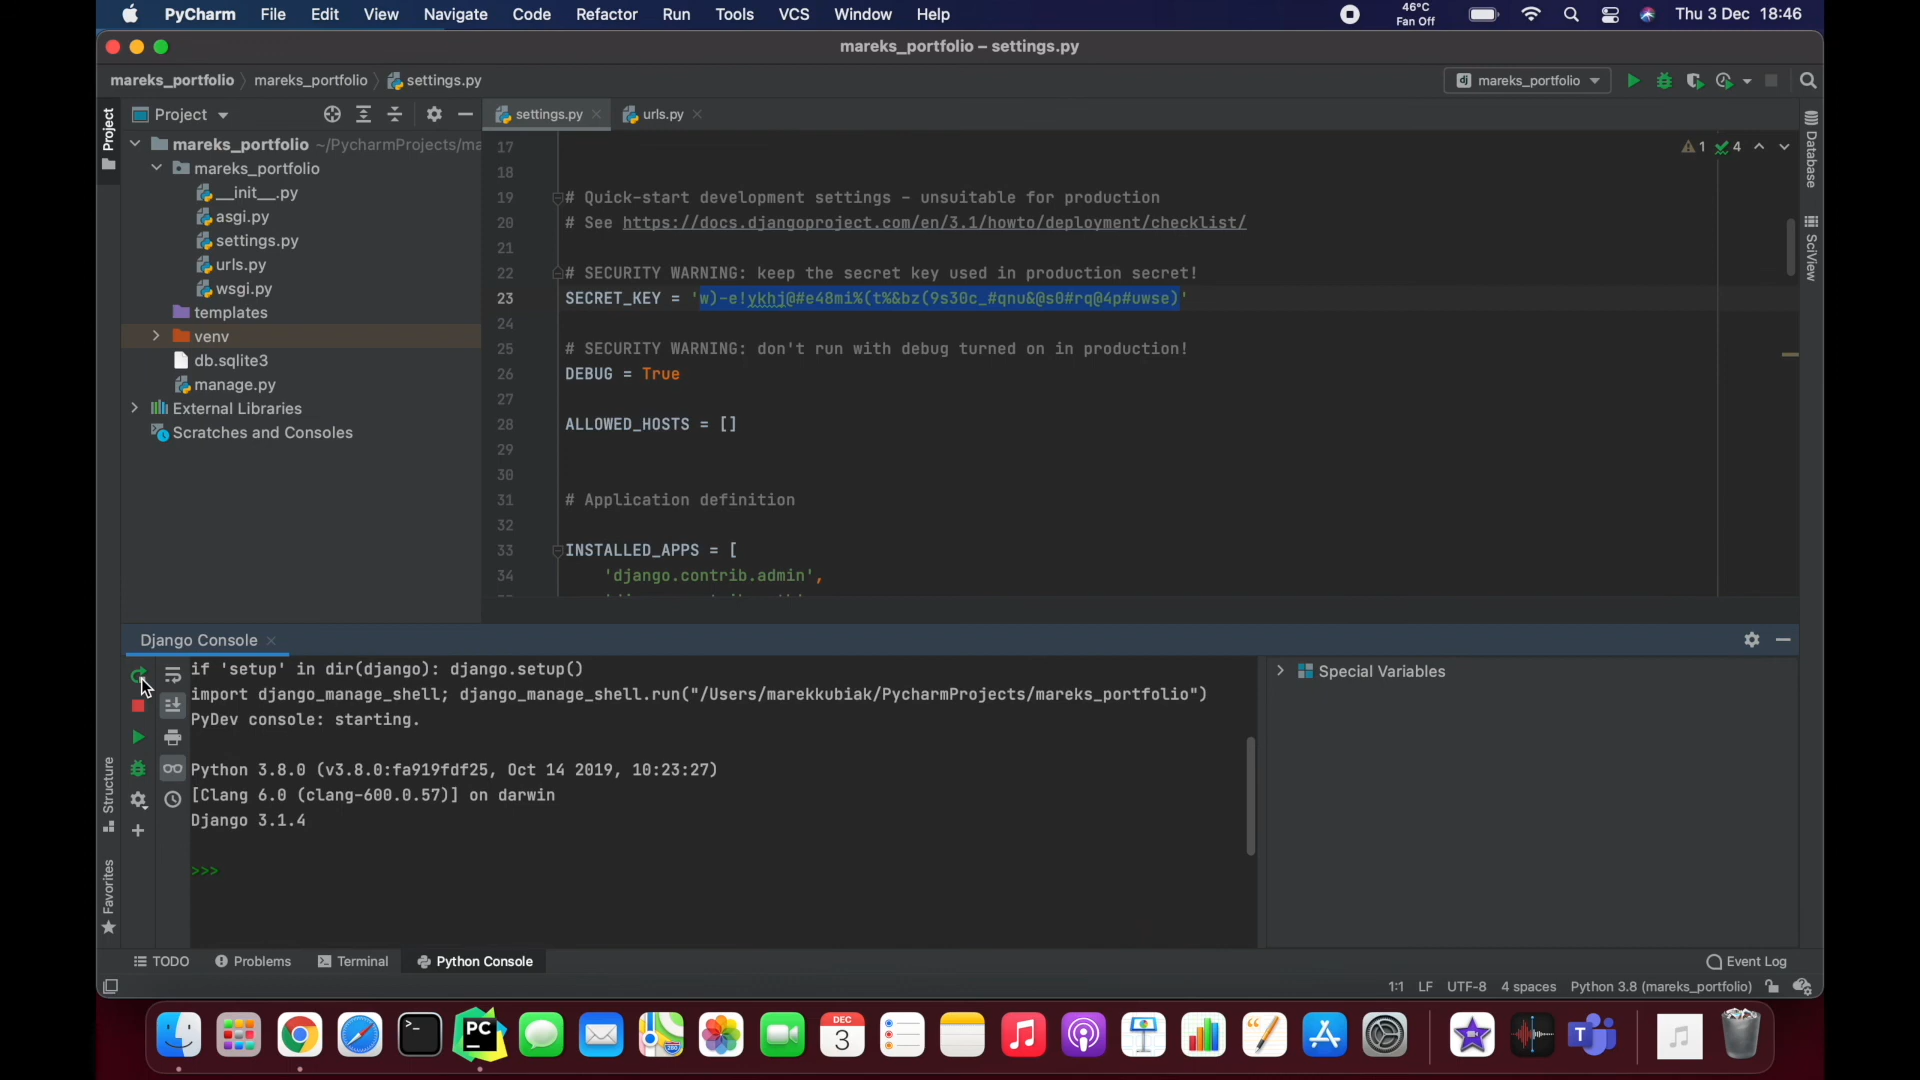 PyCharm File Edit View Navigate Code Refactor Run Tools VCS Window Help 46°C Fan Off Thu 3 Dec 18:46
mareks_portfolio – settings.py
mareks_portfolio mareks_portfolio settings.py mareks_portfolio
Project
Project
settings.py
urls.py
mareks_portfolio ~/PycharmProjects/ma
mareks_portfolio
__init__.py
asgi.py
settings.py
urls.py
wsgi.py
templates
venv
db.sqlite3
manage.py
External Libraries
Scratches and Consoles
1 4
17
18
19 # Quick-start development settings - unsuitable for production
20 # See https://docs.djangoproject.com/en/3.1/howto/deployment/checklist/
21
22 # SECURITY WARNING: keep the secret key used in production secret!
23 SECRET_KEY = 'w)-e!ykhj@#e48mi%(t%&bz(9s30c_#qnu&@s0#rq@4p#uwse)'
24
25 # SECURITY WARNING: don't run with debug turned on in production!
26 DEBUG = True
27
28 ALLOWED_HOSTS = []
29
30
31 # Application definition
32
33 INSTALLED_APPS = [
34 'django.contrib.admin',
Database
SciView
Django Console
if 'setup' in dir(django): django.setup()
import django_manage_shell; django_manage_shell.run("/Users/marekkubiak/PycharmProjects/mareks_portfolio")
PyDev console: starting.
Python 3.8.0 (v3.8.0:fa919fdf25, Oct 14 2019, 10:23:27)
[Clang 6.0 (clang-600.0.57)] on darwin
Django 3.1.4
>>>
Special Variables
Structure
Favorites
TODO Problems Terminal Python Console Event Log
1:1 LF UTF-8 4 spaces Python 3.8 (mareks_portfolio)
PC
DEC
3
T